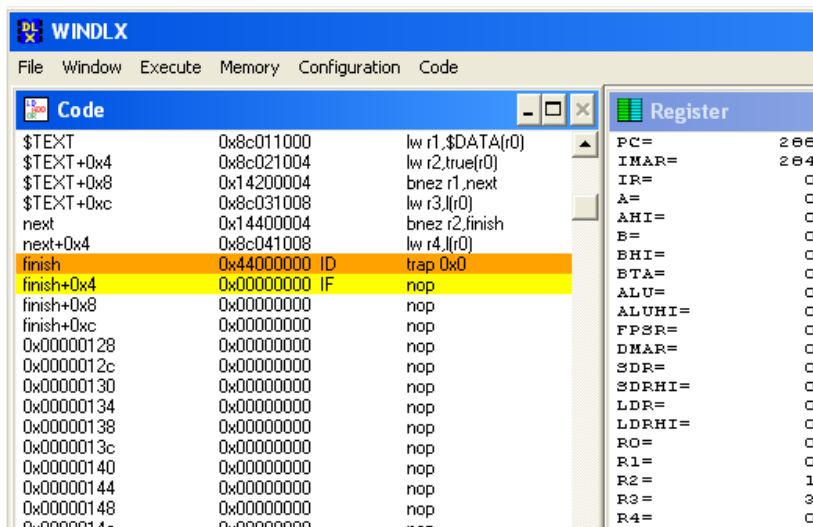 WINDLX
File Window Execute Memory Configuration Code
Code
$TEXT 0x8c011000 lw r1,$DATA(r0)
$TEXT+0x4 0x8c021004 lw r2,true(r0)
$TEXT+0x8 0x14200004 bnez r1,next
$TEXT+0xc 0x8c031008 lw r3,l(r0)
next 0x14400004 bnez r2,finish
next+0x4 0x8c041008 lw r4,l(r0)
finish 0x44000000 ID trap 0x0
finish+0x4 0x00000000 IF nop
finish+0x8 0x00000000 nop
finish+0xc 0x00000000 nop
0x00000128 0x00000000 nop
0x0000012c 0x00000000 nop
0x00000130 0x00000000 nop
0x00000134 0x00000000 nop
0x00000138 0x00000000 nop
0x0000013c 0x00000000 nop
0x00000140 0x00000000 nop
0x00000144 0x00000000 nop
0x00000148 0x00000000 nop
Register
PC=
IMAR=
IR=
A=
AHI=
B=
BHI=
BTA=
ALU=
ALUHI=
FPSR=
DMAR=
SDR=
SDRHI=
LDR=
LDRHI=
R0=
R1=
R2=
R3=
R4=